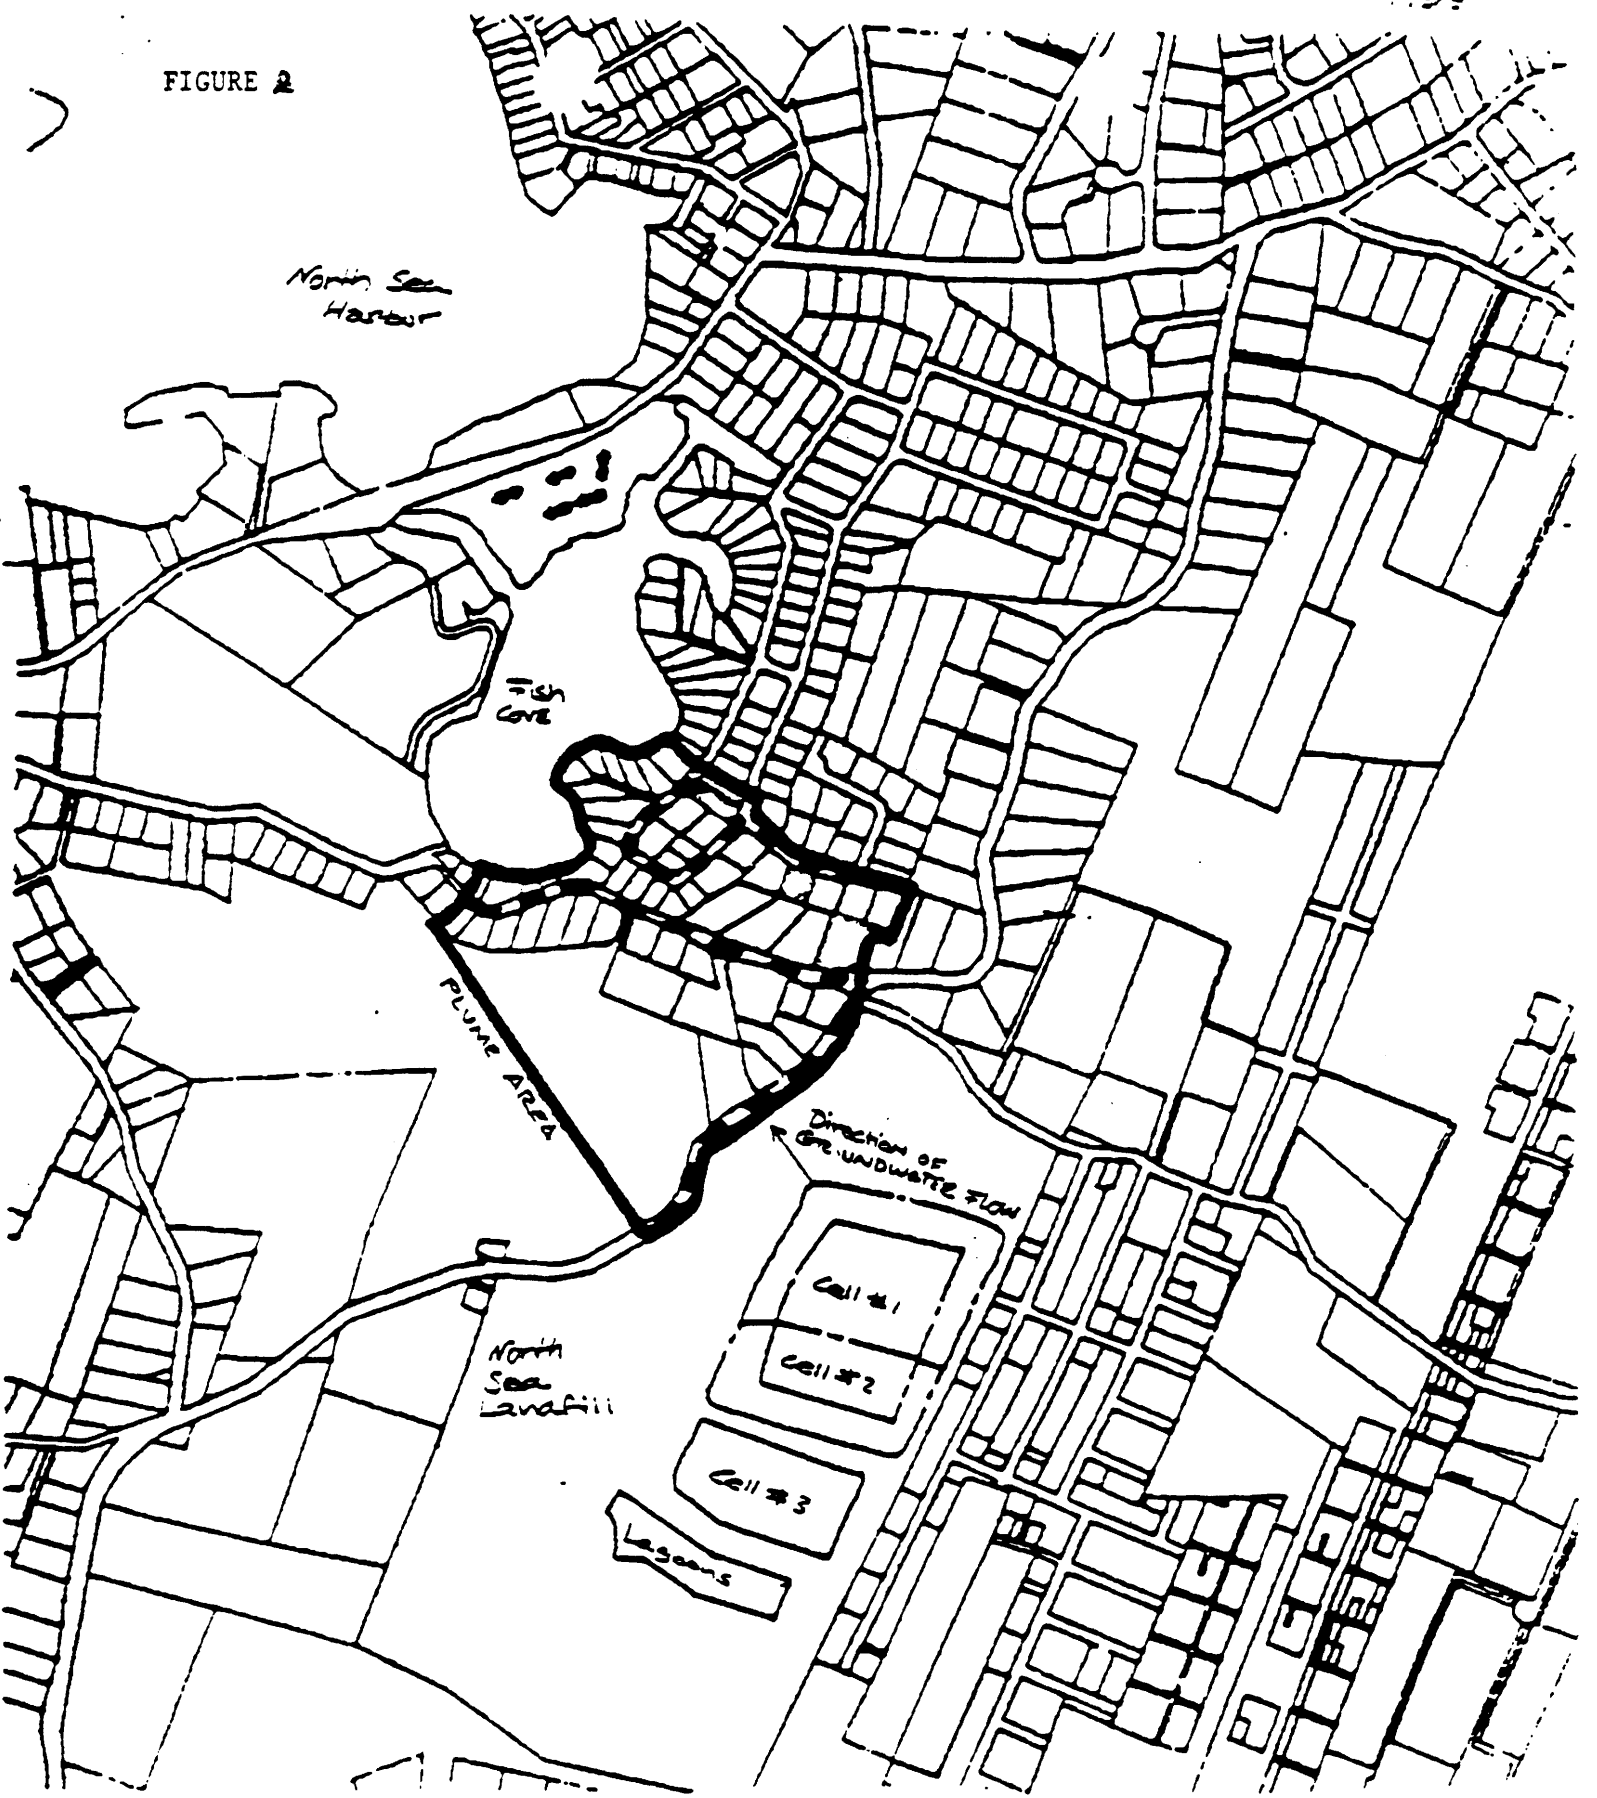 FIGURE 2
North Sea
Harbour
Fish
Cove
PLUME AREA
Direction OF
GROUNDWATER FLOW
Cell #1
Cell #2
North
Sea
Landfill
Cell #3
Lagoons